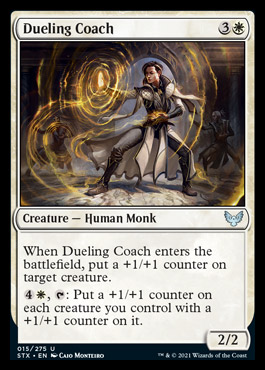 Dueling Coach 3
Creature — Human Monk
When Dueling Coach enters the
battlefield, put a +1/+1 counter on
target creature.
4, : Put a +1/+1 counter on
each creature you control with a
+1/+1 counter on it.
2/2
015/275 U
STX • EN Caio Monteiro
™ & © 2021 Wizards of the Coast